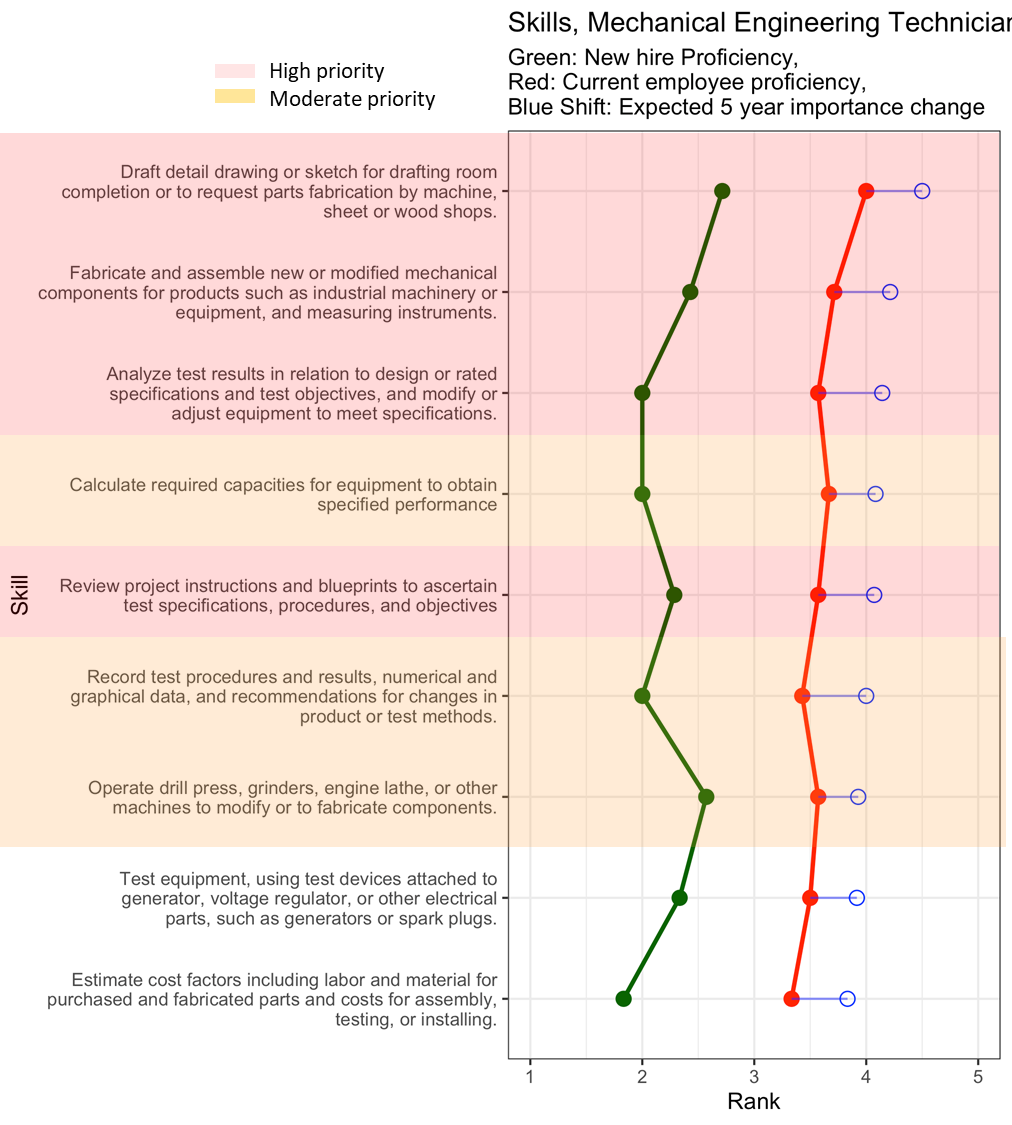 Skills, Mechanical Engineering Technician
Green: New hire Proficiency,
Red: Current employee proficiency,
Blue Shift: Expected 5 year importance change
High priority
Moderate priority
Draft detail drawing or sketch for drafting room
completion or to request parts fabrication by machine,
sheet or wood shops.
Fabricate and assemble new or modified mechanical
components for products such as industrial machinery or
equipment, and measuring instruments.
Analyze test results in relation to design or rated
specifications and test objectives, and modify or
adjust equipment to meet specifications.
Calculate required capacities for equipment to obtain
specified performance
Review project instructions and blueprints to ascertain
test specifications, procedures, and objectives
Record test procedures and results, numerical and
graphical data, and recommendations for changes in
product or test methods.
Operate drill press, grinders, engine lathe, or other
machines to modify or to fabricate components.
Test equipment, using test devices attached to
generator, voltage regulator, or other electrical
parts, such as generators or spark plugs.
Estimate cost factors including labor and material for
purchased and fabricated parts and costs for assembly,
testing, or installing.
Skill
1 2 3 4 5
Rank